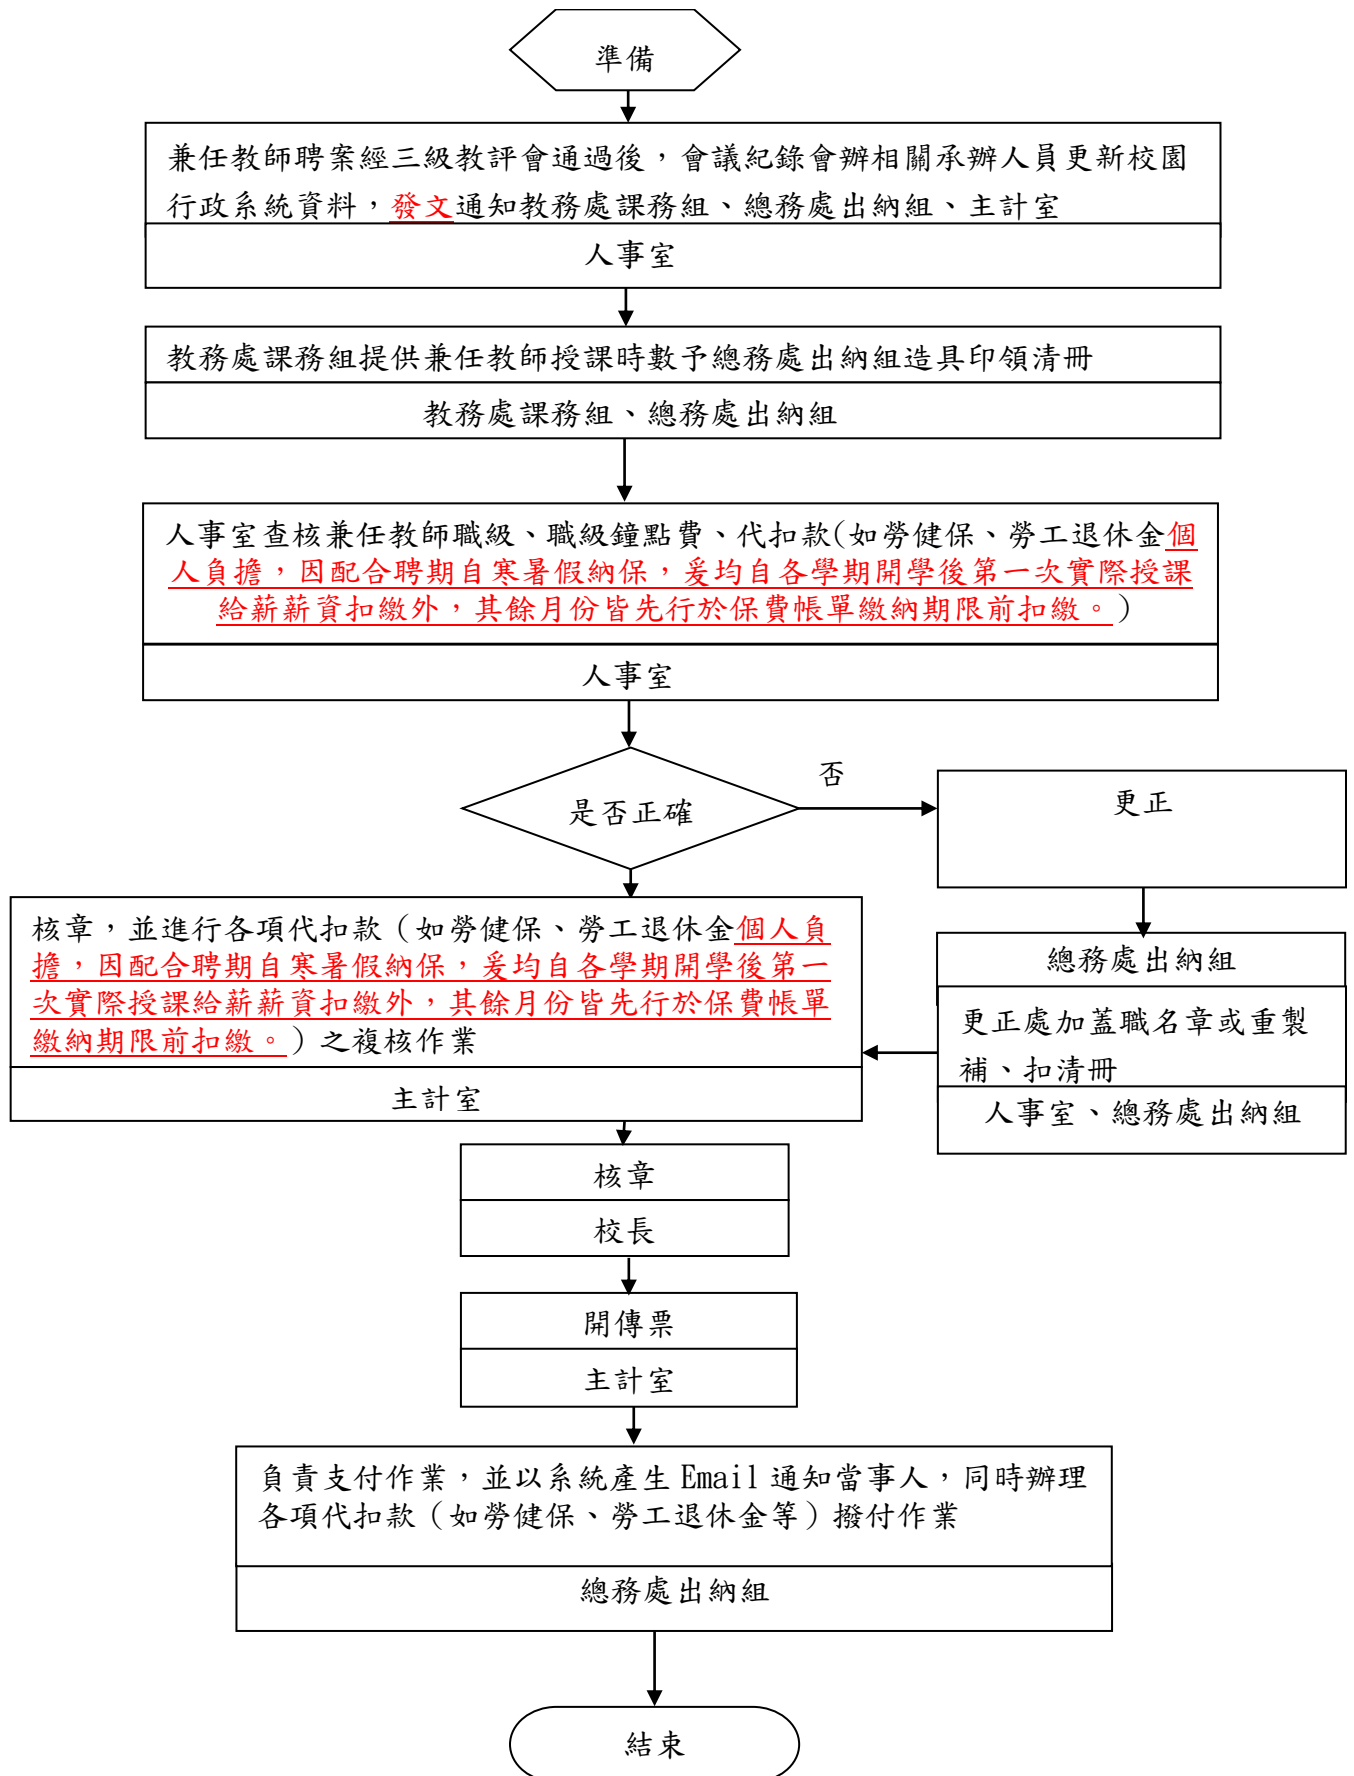 準備
兼任教師聘案經三級教評會通過後，會議紀錄會辦相關承辦人員更新校園
行政系統資料，發文通知教務處課務組、總務處出納組、主計室
人事室
教務處課務組提供兼任教師授課時數予總務處出納組造具印領清冊
教務處課務組、總務處出納組
人事室查核兼任教師職級、職級鐘點費、代扣款(如勞健保、勞工退休金個
人負擔，因配合聘期自寒暑假納保，爰均自各學期開學後第一次實際授課
給薪薪資扣繳外，其餘月份皆先行於保費帳單繳納期限前扣繳。)
人事室
是否正確
否
更正
總務處出納組
更正處加蓋職名章或重製
補、扣清冊
人事室、總務處出納組
核章，並進行各項代扣款（如勞健保、勞工退休金個人負
擔，因配合聘期自寒暑假納保，爰均自各學期開學後第一
次實際授課給薪薪資扣繳外，其餘月份皆先行於保費帳單
繳納期限前扣繳。）之複核作業
主計室
核章
校長
開傳票
主計室
負責支付作業，並以系統產生 Email 通知當事人，同時辦理
各項代扣款（如勞健保、勞工退休金等）撥付作業
總務處出納組
結束